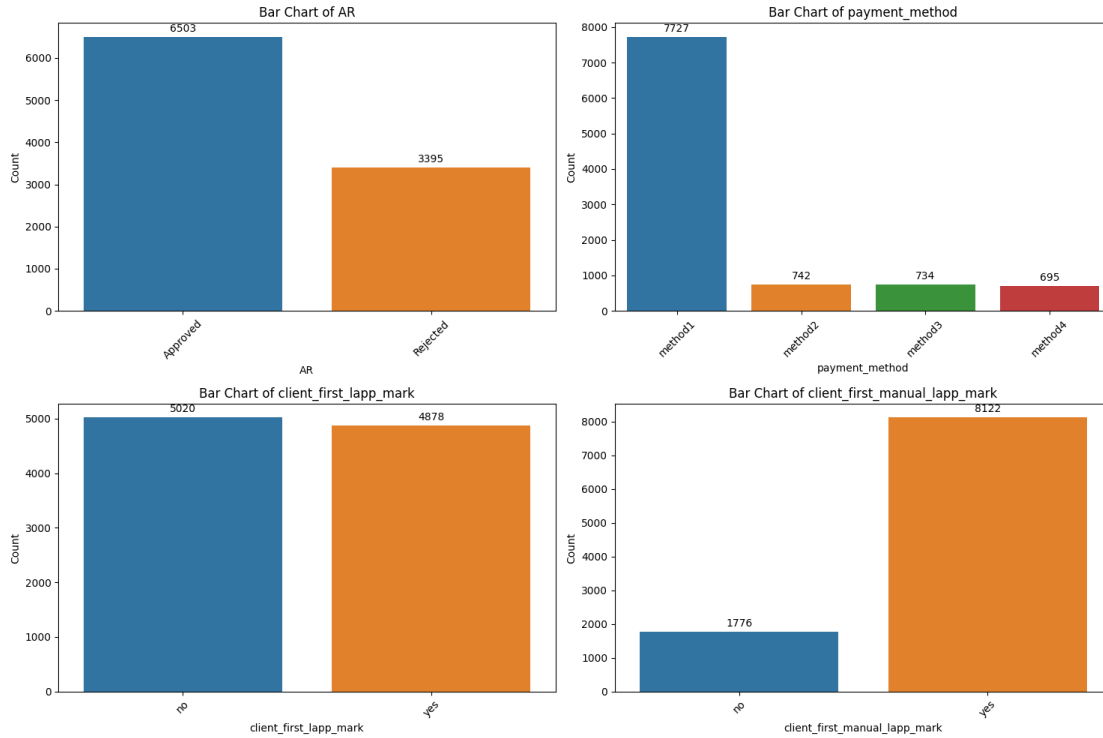 Bar Chart of AR
6503
3395
6000
5000
4000
3000
2000
1000
0
Count
Approved
Rejected
AR
Bar Chart of payment_method
7727
742
734
695
8000
7000
6000
5000
4000
3000
2000
1000
0
Count
method1
method2
method3
method4
payment_method
Bar Chart of client_first_lapp_mark
5020
4878
5000
4000
3000
2000
1000
0
Count
no
yes
client_first_lapp_mark
Bar Chart of client_first_manual_lapp_mark
8122
1776
8000
7000
6000
5000
4000
3000
2000
1000
0
Count
no
yes
client_first_manual_lapp_mark